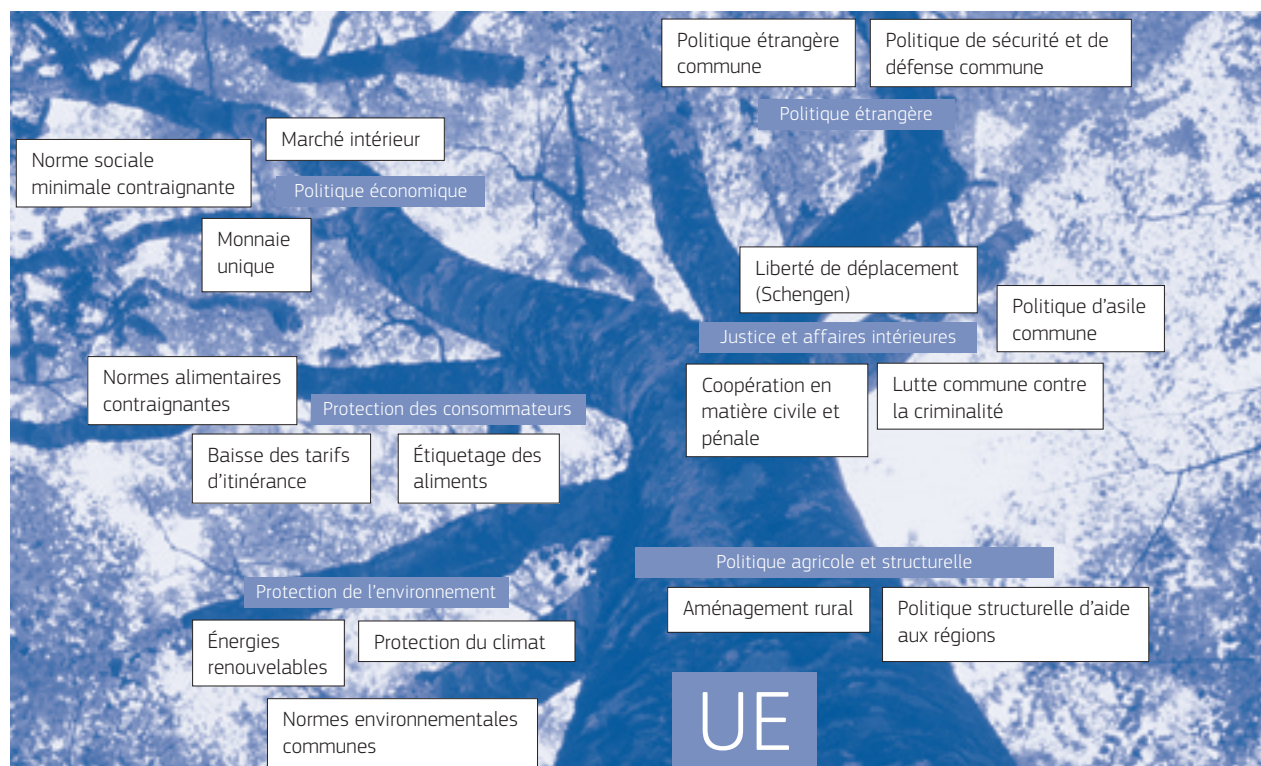 Politique étrangère
commune
Politique de sécurité et de
défense commune
Politique étrangère
Marché intérieur
Norme sociale
minimale contraignante
Politique économique
Monnaie
unique
Liberté de déplacement
(Schengen)
Politique d'asile
commune
Justice et affaires intérieures
Coopération en
matière civile et
pénale
Lutte commune contre
la criminalité
Normes alimentaires
contraignantes
Protection des consommateurs
Baisse des tarifs
d'itinérance
Étiquetage des
aliments
Politique agricole et structurelle
Aménagement rural
Politique structurelle d'aide
aux régions
Protection de l'environnement
Énergies
renouvelables
Protection du climat
Normes environnementales
communes
UE